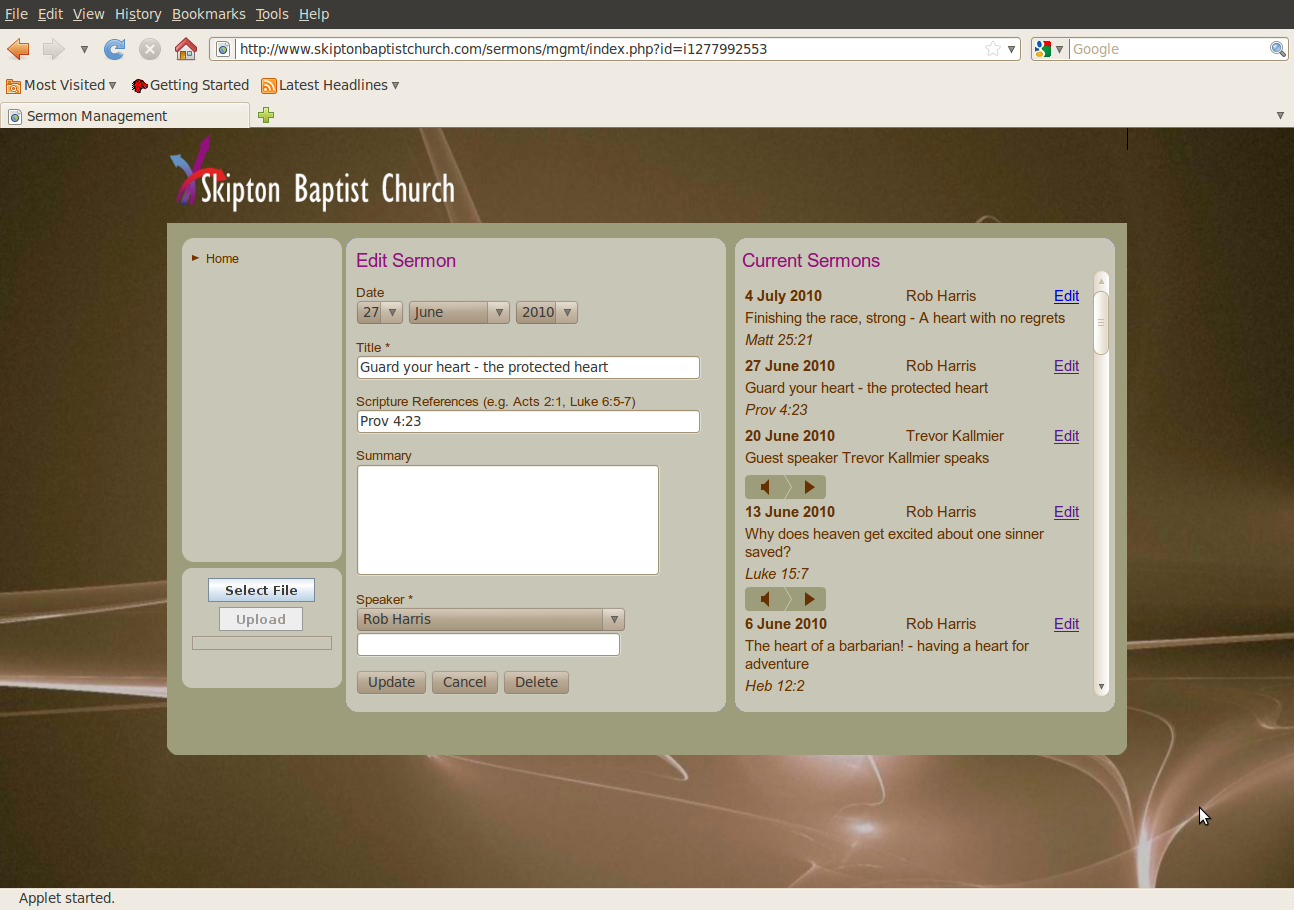 File Edit View History Bookmarks Tools Help
http://www.skiptonbaptistchurch.com/sermons/mgmt/index.php?id=i1277992553
Google
Most Visited
Getting Started
Latest Headlines
Sermon Management
Skipton Baptist Church
Home
Select File
Upload
Edit Sermon
Date
27 June 2010
Title *
Guard your heart - the protected heart
Scripture References (e.g. Acts 2:1, Luke 6:5-7)
Prov 4:23
Summary
Speaker *
Rob Harris
Update Cancel Delete
Current Sermons
4 July 2010 Rob Harris Edit
Finishing the race, strong - A heart with no regrets
Matt 25:21
27 June 2010 Rob Harris Edit
Guard your heart - the protected heart
Prov 4:23
20 June 2010 Trevor Kallmier Edit
Guest speaker Trevor Kallmier speaks
13 June 2010 Rob Harris Edit
Why does heaven get excited about one sinner
saved?
Luke 15:7
6 June 2010 Rob Harris Edit
The heart of a barbarian! - having a heart for
adventure
Heb 12:2
Applet started.